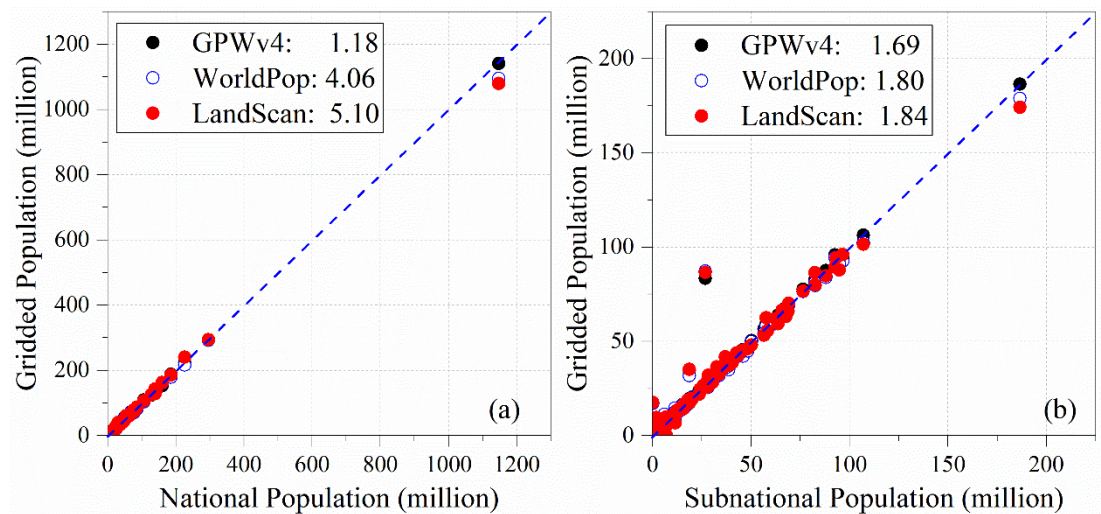 GPWv4: 1.18
WorldPop: 4.06
LandScan: 5.10
1200
1000
800
600
400
200
0
Gridded Population (million)
(a)
0 200 400 600 800 1000 1200
National Population (million)
GPWv4: 1.69
WorldPop: 1.80
LandScan: 1.84
200
150
100
50
0
Gridded Population (million)
(b)
0 50 100 150 200
Subnational Population (million)